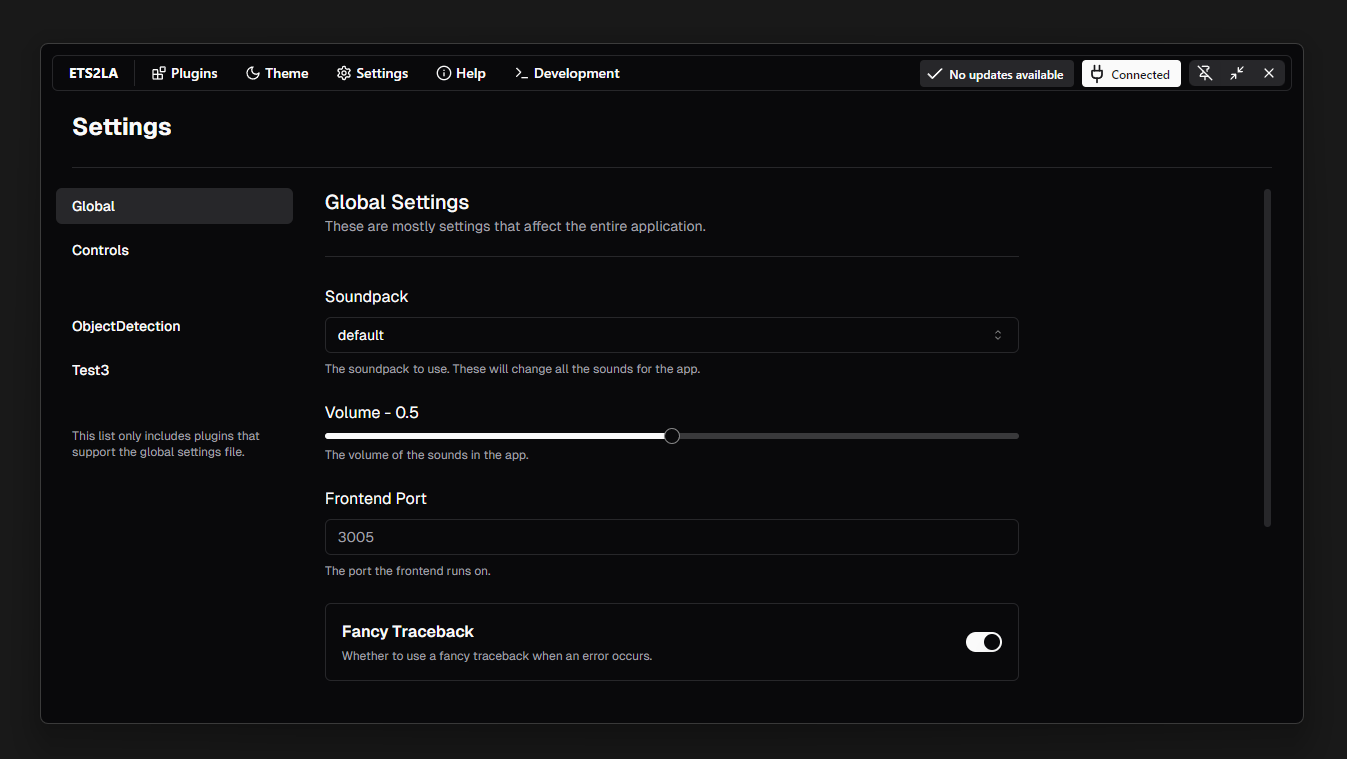 ETS2LA Plugins Theme Settings Help Development No updates available Connected
Settings
Global
Controls
ObjectDetection
Test3
This list only includes plugins that
support the global settings file.
Global Settings
These are mostly settings that affect the entire application.
Soundpack
default
The soundpack to use. These will change all the sounds for the app.
Volume - 0.5
The volume of the sounds in the app.
Frontend Port
3005
The port the frontend runs on.
Fancy Traceback
Whether to use a fancy traceback when an error occurs.